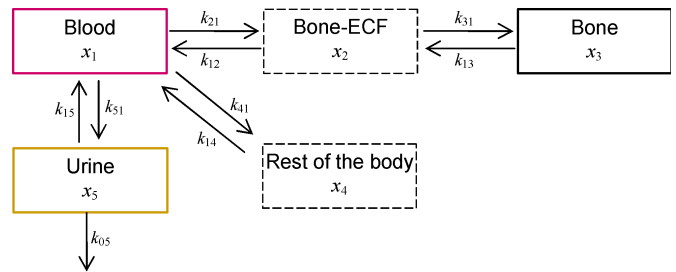 Blood
x₁
k₂₁
k₁₂
Bone-ECF
x₂
k₃₁
k₁₃
Bone
x₃
k₁₅
k₅₁
k₄₁
k₁₄
Urine
x₅
Rest of the body
x₄
k₀₅